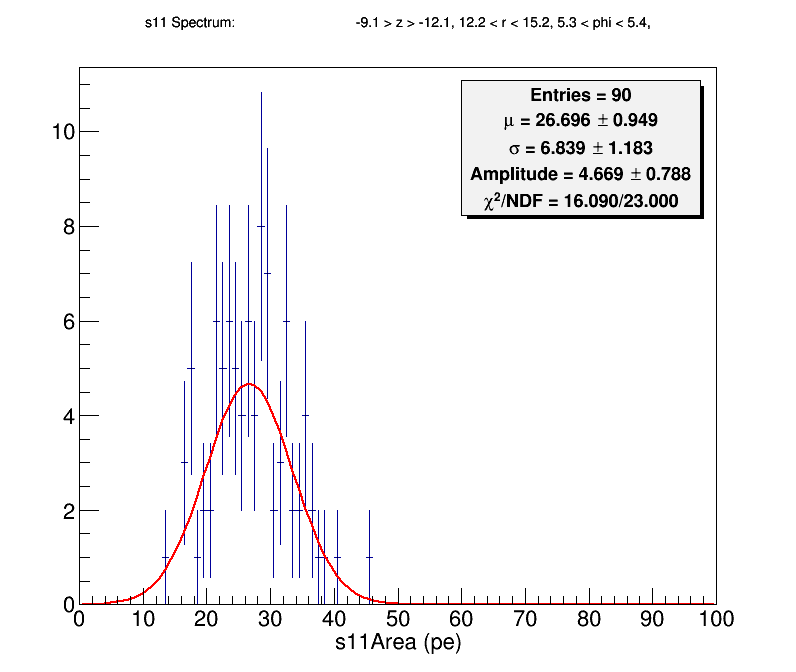 s11 Spectrum: -9.1 > z > -12.1, 12.2 < r < 15.2, 5.3 < phi < 5.4,
Entries = 90
μ = 26.696 ± 0.949
σ = 6.839 ± 1.183
Amplitude = 4.669 ± 0.788
χ²/NDF = 16.090/23.000
10
8
6
4
2
0
0 10 20 30 40 50 60 70 80 90 100
s11Area (pe)